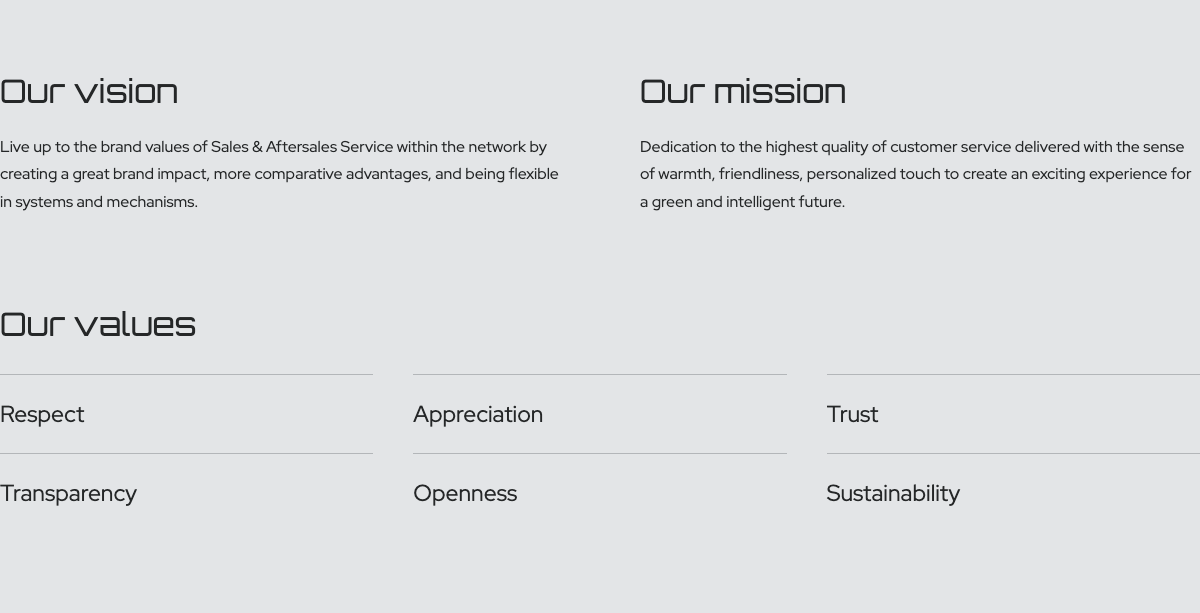 Our vision
Live up to the brand values of Sales & Aftersales Service within the network by
creating a great brand impact, more comparative advantages, and being flexible
in systems and mechanisms.
Our mission
Dedication to the highest quality of customer service delivered with the sense
of warmth, friendliness, personalized touch to create an exciting experience for
a green and intelligent future.
Our values
Respect
Appreciation
Trust
Transparency
Openness
Sustainability